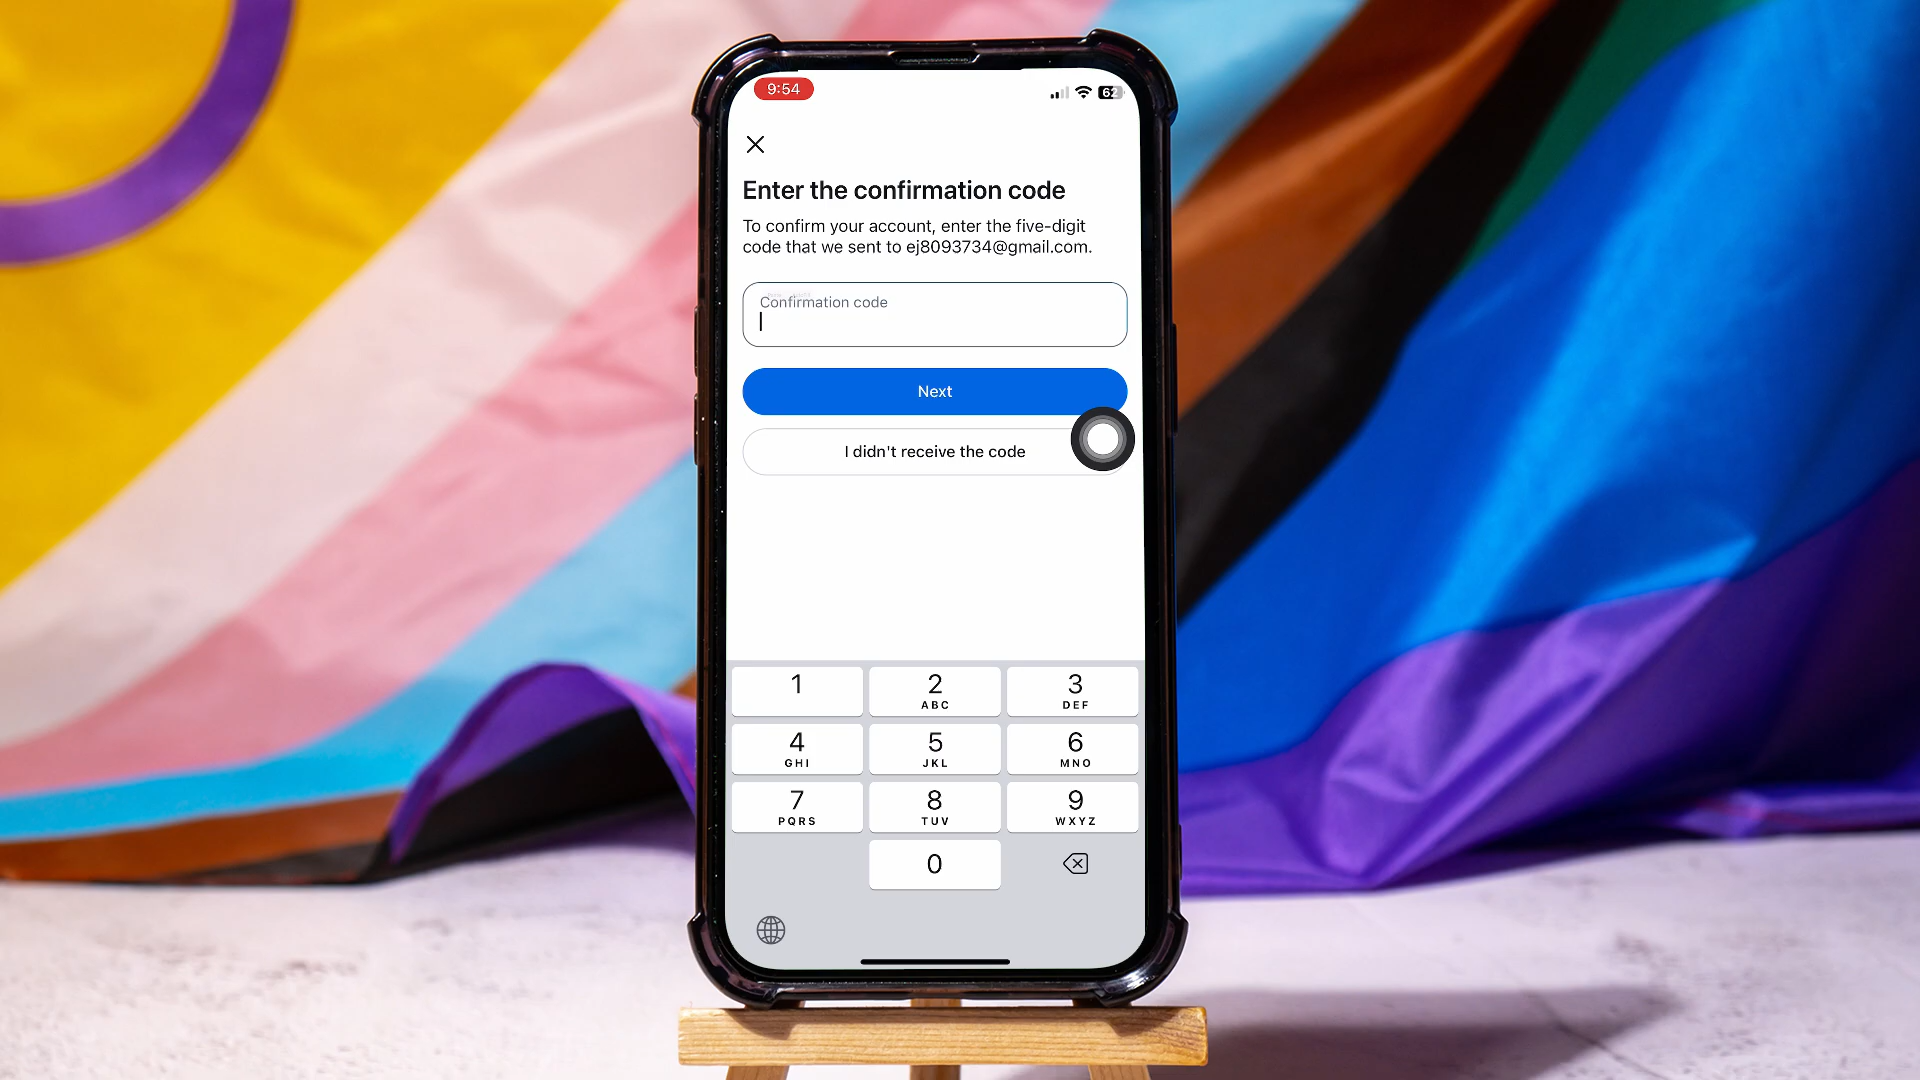 9:54
62
Enter the confirmation code
To confirm your account, enter the five-digit
code that we sent to ej8093734@gmail.com.
Confirmation code
Next
I didn't receive the code
1 2 3
ABC DEF
4 5 6
GHI JKL MNO
7 8 9
PQRS TUV WXYZ
0